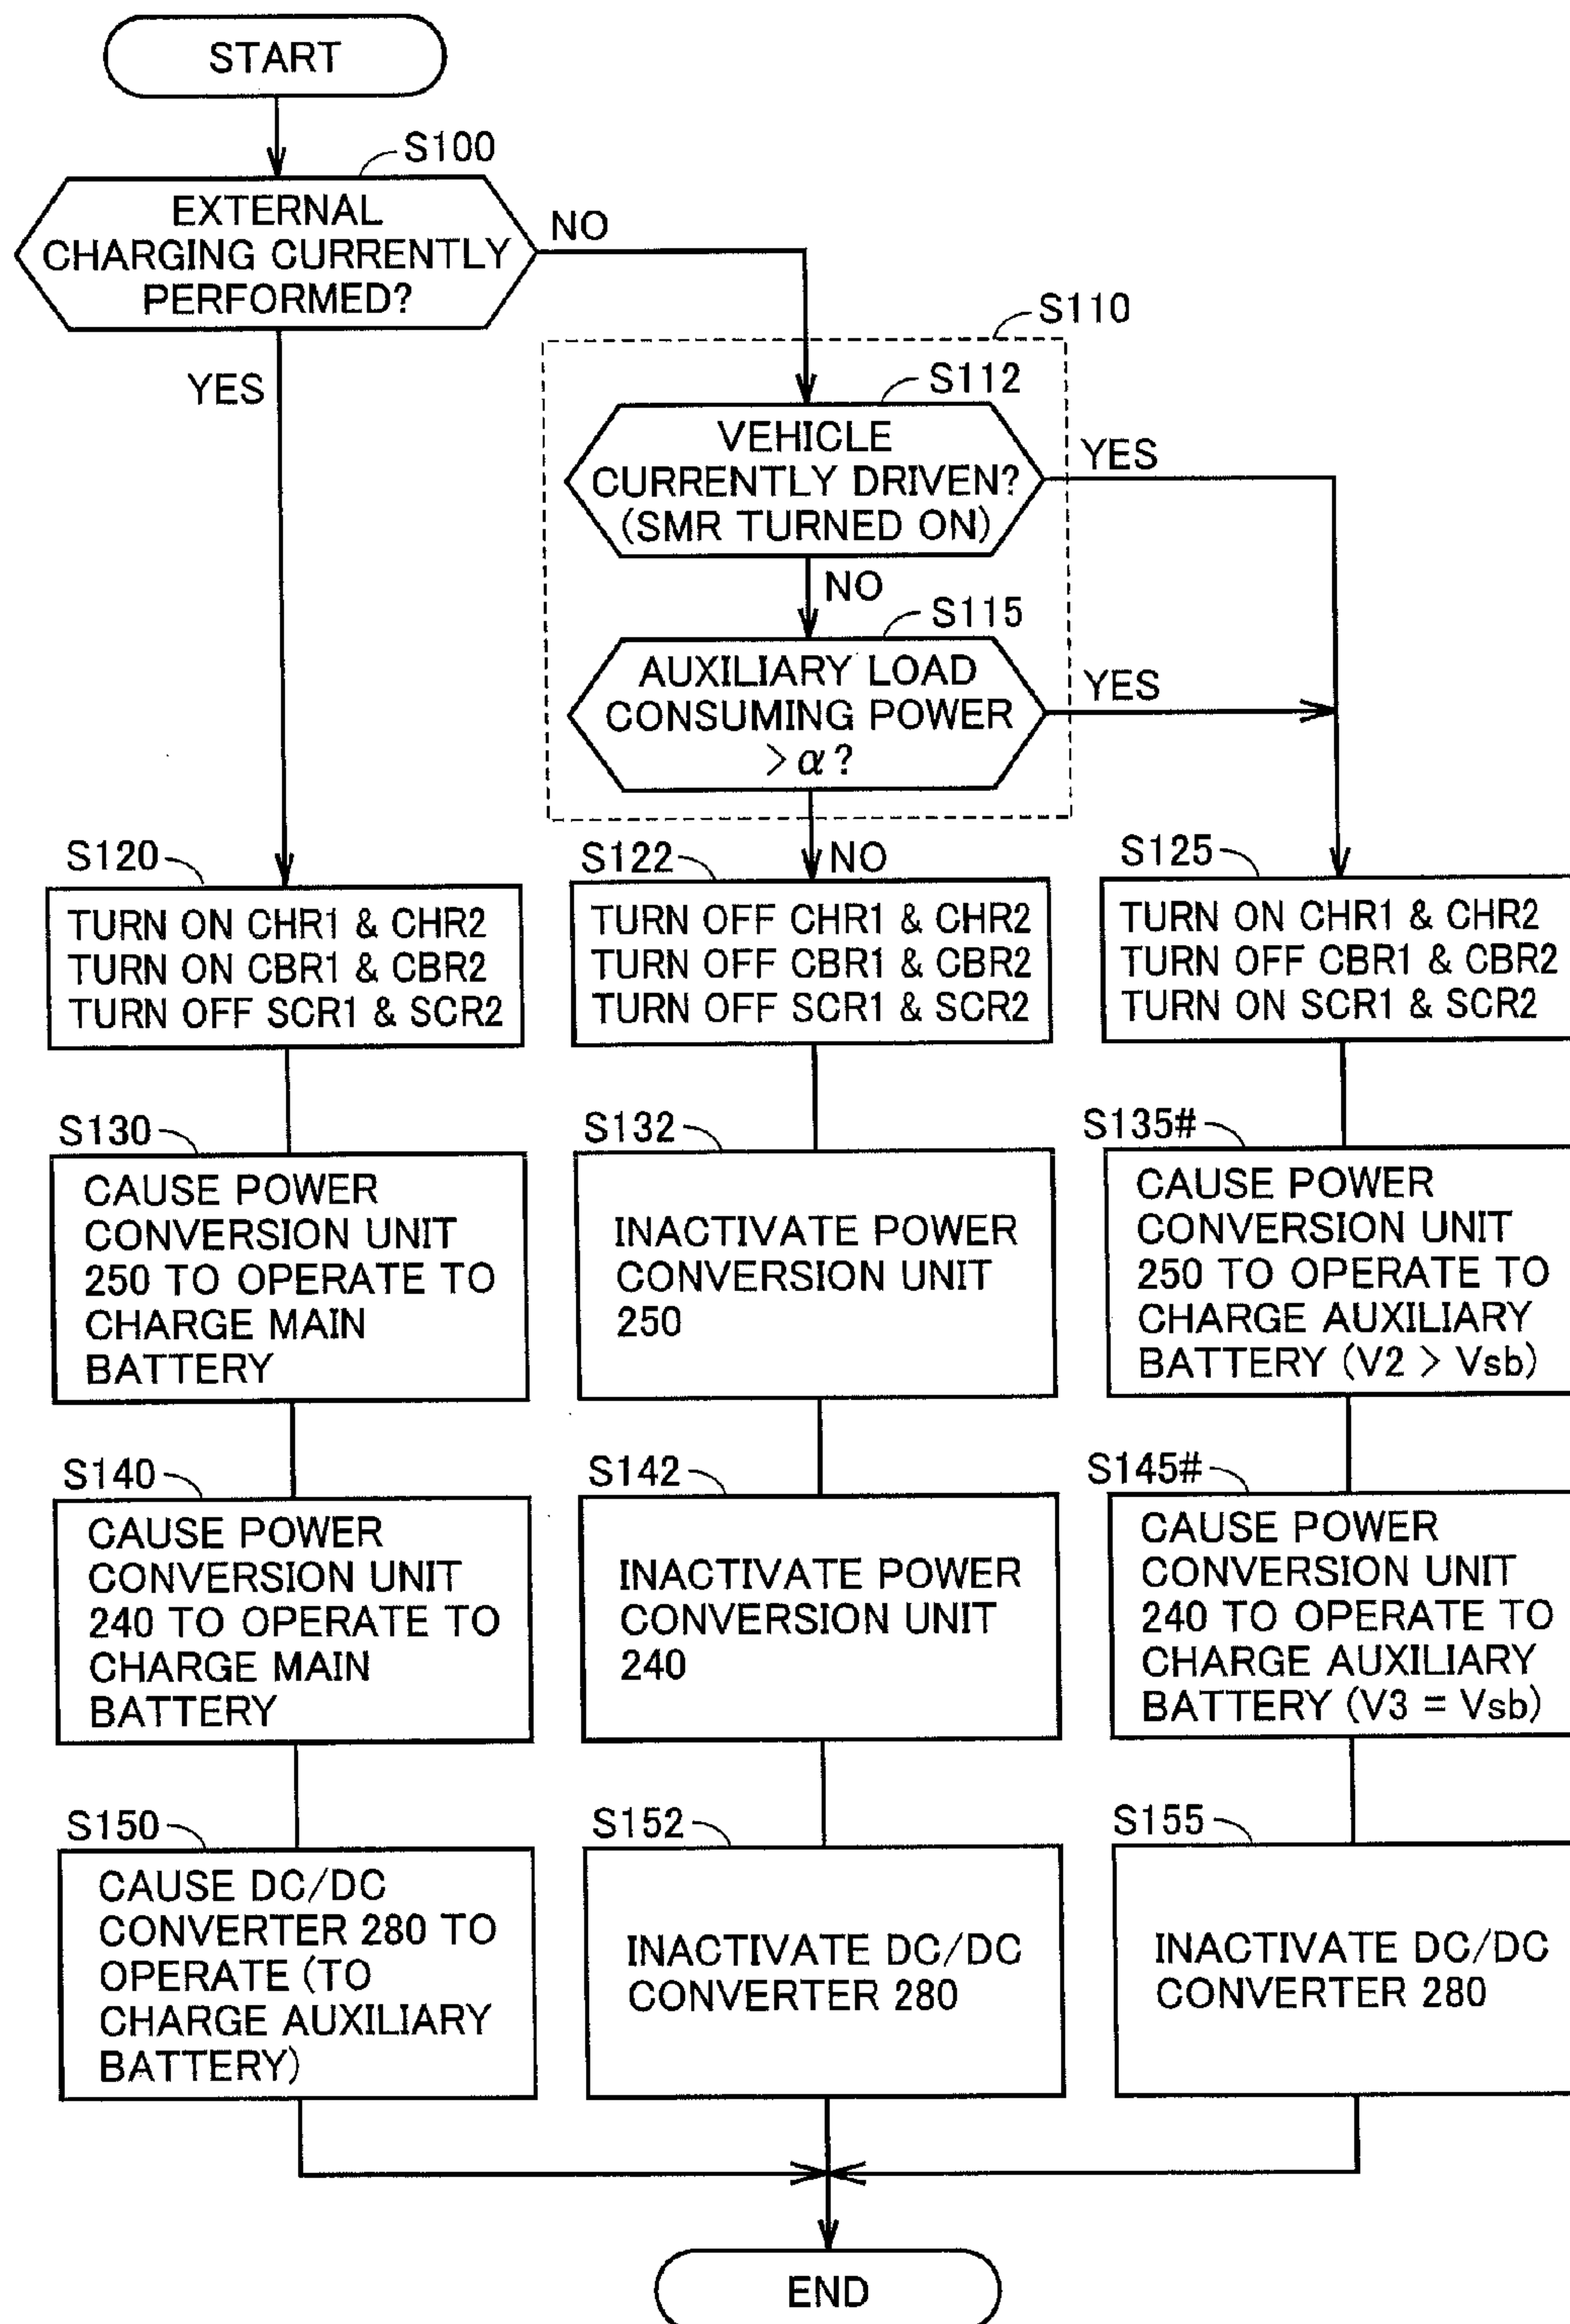 START
S100
EXTERNAL
CHARGING CURRENTLY
PERFORMED?
NO
YES
S110
S112
VEHICLE
CURRENTLY DRIVEN?
(SMR TURNED ON)
YES
NO
S115
AUXILIARY LOAD
CONSUMING POWER
>α?
YES
NO
S120
TURN ON CHR1 & CHR2
TURN ON CBR1 & CBR2
TURN OFF SCR1 & SCR2
S122
TURN OFF CHR1 & CHR2
TURN OFF CBR1 & CBR2
TURN OFF SCR1 & SCR2
S125
TURN ON CHR1 & CHR2
TURN OFF CBR1 & CBR2
TURN ON SCR1 & SCR2
S130
CAUSE POWER
CONVERSION UNIT
250 TO OPERATE TO
CHARGE MAIN
BATTERY
S132
INACTIVATE POWER
CONVERSION UNIT
250
S135#
CAUSE POWER
CONVERSION UNIT
250 TO OPERATE TO
CHARGE AUXILIARY
BATTERY (V2 > Vsb)
S140
CAUSE POWER
CONVERSION UNIT
240 TO OPERATE TO
CHARGE MAIN
BATTERY
S142
INACTIVATE POWER
CONVERSION UNIT
240
S145#
CAUSE POWER
CONVERSION UNIT
240 TO OPERATE TO
CHARGE AUXILIARY
BATTERY (V3 = Vsb)
S150
CAUSE DC/DC
CONVERTER 280 TO
OPERATE (TO
CHARGE AUXILIARY
BATTERY)
S152
INACTIVATE DC/DC
CONVERTER 280
S155
INACTIVATE DC/DC
CONVERTER 280
END